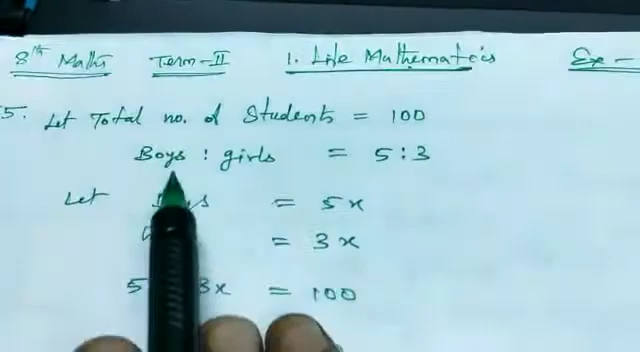 8th Maths Term-II 1. Life Mathematics Ex -
5. Let Total no. of Students = 100
Boys : girls = 5:3
Let = 5x
= 3x
5 3x = 100